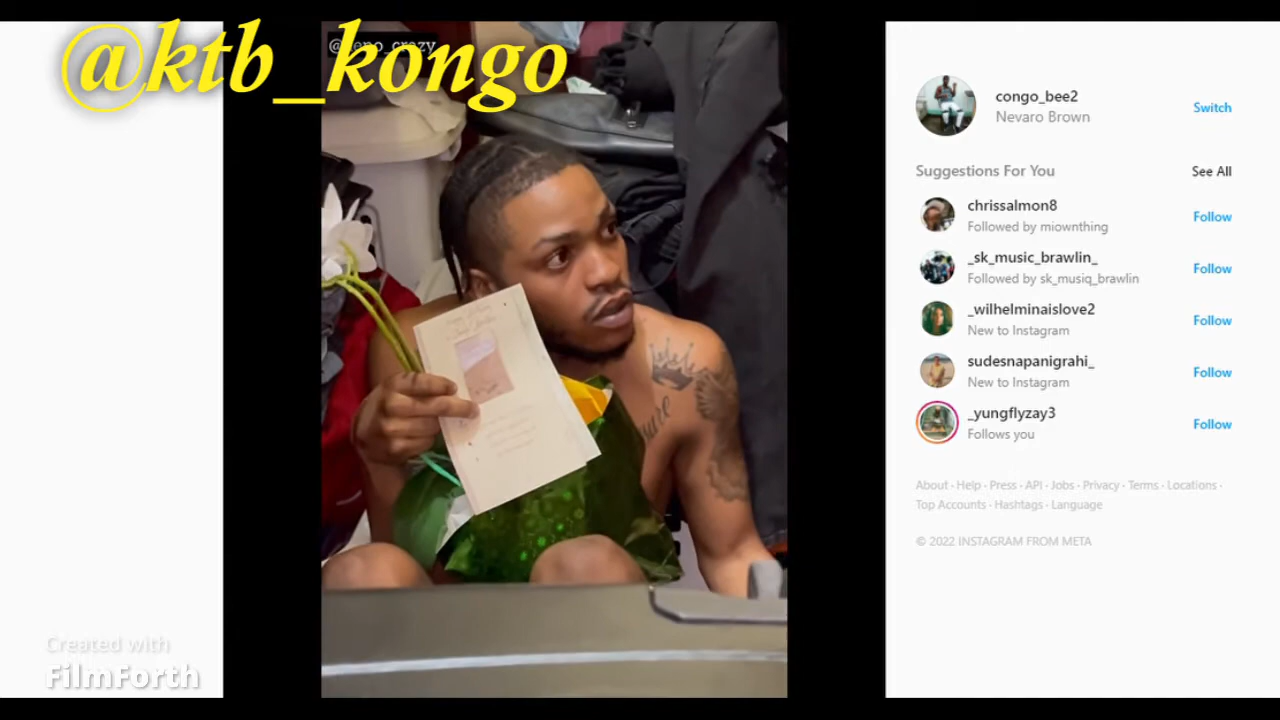 @ktb_kongo
congo_bee2
Nevaro Brown
Switch
Suggestions For You
See All
chrissalmon8
Followed by miownthing
Follow
_sk_music_brawlin_
Followed by sk_musiq_brawlin
Follow
_wilhelminaislove2
New to Instagram
Follow
sudesnapanigrahi_
New to Instagram
Follow
_yungflyzay3
Follows you
Follow
About · Help · Press · API · Jobs · Privacy · Terms · Locations ·
Top Accounts · Hashtags · Language
© 2022 INSTAGRAM FROM META
Created with
FilmForth